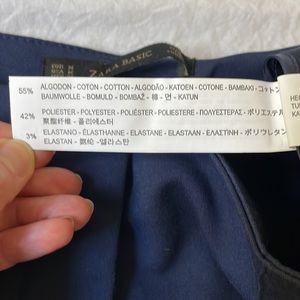 ZARA BASIC
55% ALGODON - COTON - COTTON - ALGODÃO - KATOEN - COTONE - BAMBAKI - コットン
BAUMWOLLE - BOMULD - BOMBAŽ - 棉 - 면 - KATUN
42% POLIÉSTER - POLYESTER - POLIÉSTER - POLIESTERE - ΠΟΛΥΕΣΤΕΡΑΣ - ポリエステル
聚酯纤维 - 폴리에스터
3% ELASTANO - ÉLASTHANNE - ELASTANE - ELASTAAN - ΕΛΑΣΤΙΝΗ - ポリウレタン
ELASTAN - 氨纶 - 엘라스탄